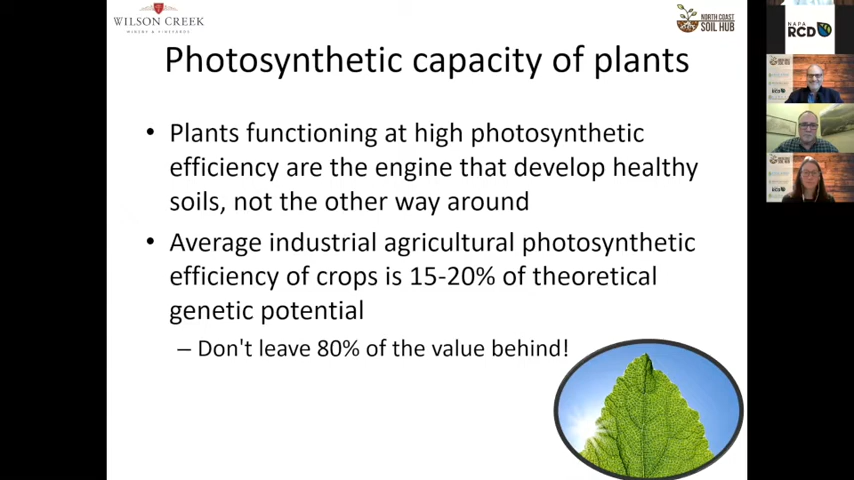 WILSON CREEK
WINERY & VINEYARDS
NORTH COAST
SOIL HUB
NAPA
RCD
Photosynthetic capacity of plants
• Plants functioning at high photosynthetic
efficiency are the engine that develop healthy
soils, not the other way around
• Average industrial agricultural photosynthetic
efficiency of crops is 15-20% of theoretical
genetic potential
– Don't leave 80% of the value behind!